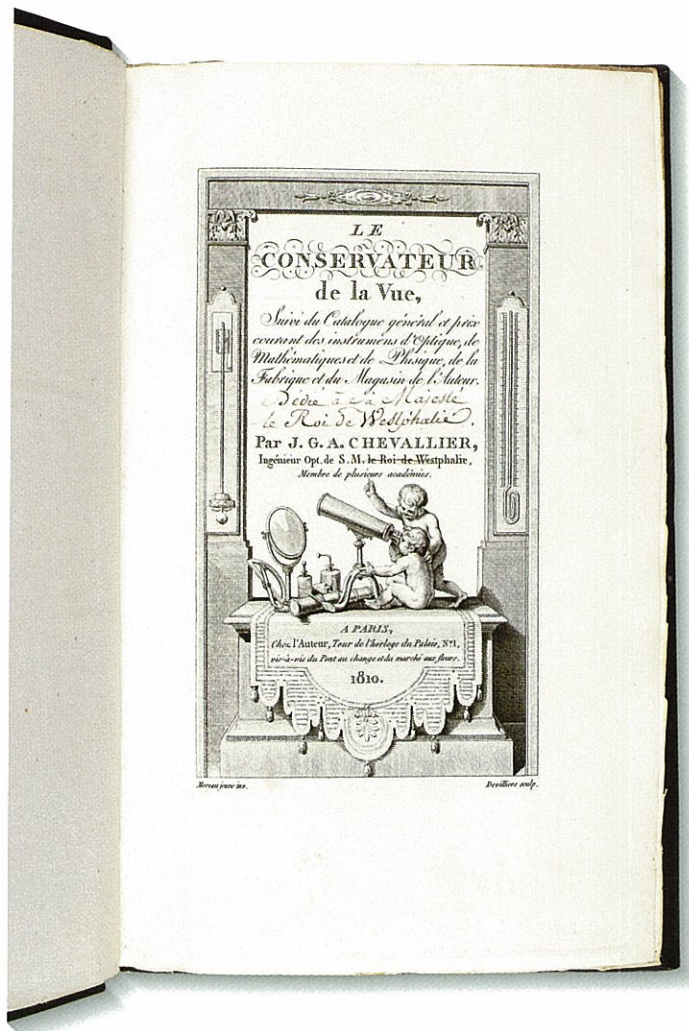 LE
CONSERVATEUR
de la Vue,
Suivi du Catalogue général et prix
courant des instrumens d'Optique, de
Mathématiques et de Phisique, de la
Fabrique et du Magasin de l'Auteur.
Dédié à Sa Majesté
le Roi de Westphalie.
Par J. G. A. CHEVALLIER,
Ingénieur Opt. de S. M. le Roi de Westphalie,
Membre de plusieurs académies.
A PARIS,
Chez l'Auteur, Tour de l'horloge du Palais, N°. 1,
vis-à-vis du Pont au change et du marché aux fleurs.
1810.
Moreau jeune inv.
Devilliers sculp.